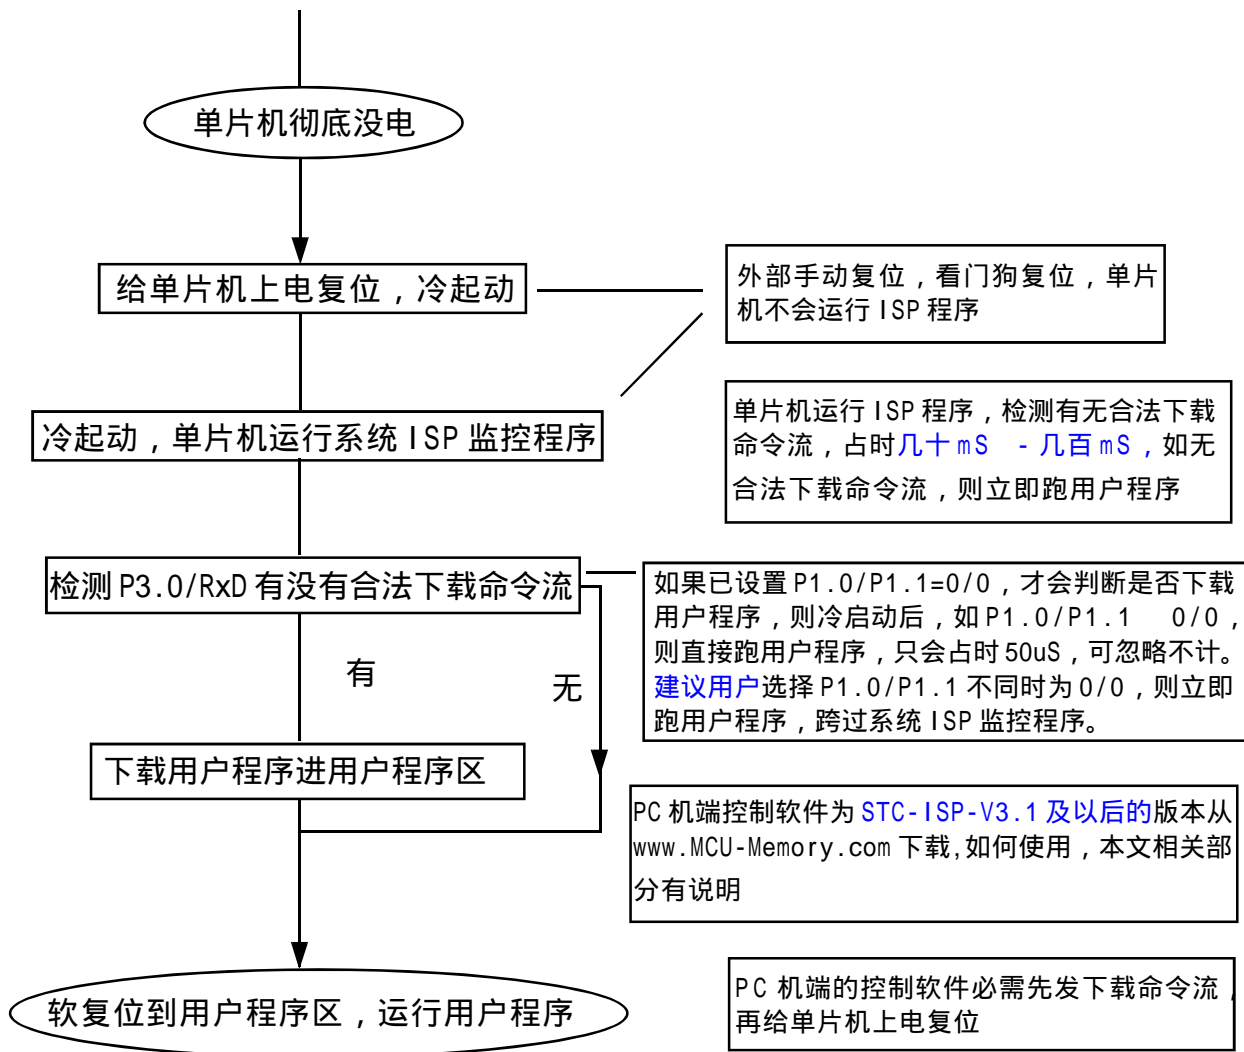 单片机彻底没电
给单片机上电复位，冷起动
外部手动复位，看门狗复位，单片
机不会运行 ISP 程序
冷起动，单片机运行系统 ISP 监控程序
单片机运行 ISP 程序，检测有无合法下载
命令流，占时几十mS - 几百mS，如无
合法下载命令流，则立即跑用户程序
检测 P3.0/RxD 有没有合法下载命令流
如果已设置 P1.0/P1.1=0/0，才会判断是否下载
用户程序，则冷启动后，如 P1.0/P1.1 0/0，
则直接跑用户程序，只会占时 50uS，可忽略不计。
建议用户选择 P1.0/P1.1 不同时为 0/0，则立即
跑用户程序，跨过系统 ISP 监控程序。
有
无
下载用户程序进用户程序区
PC 机端控制软件为 STC-ISP-V3.1 及以后的版本从
www.MCU-Memory.com 下载,如何使用，本文相关部
分有说明
软复位到用户程序区，运行用户程序
PC 机端的控制软件必需先发下载命令流，
再给单片机上电复位